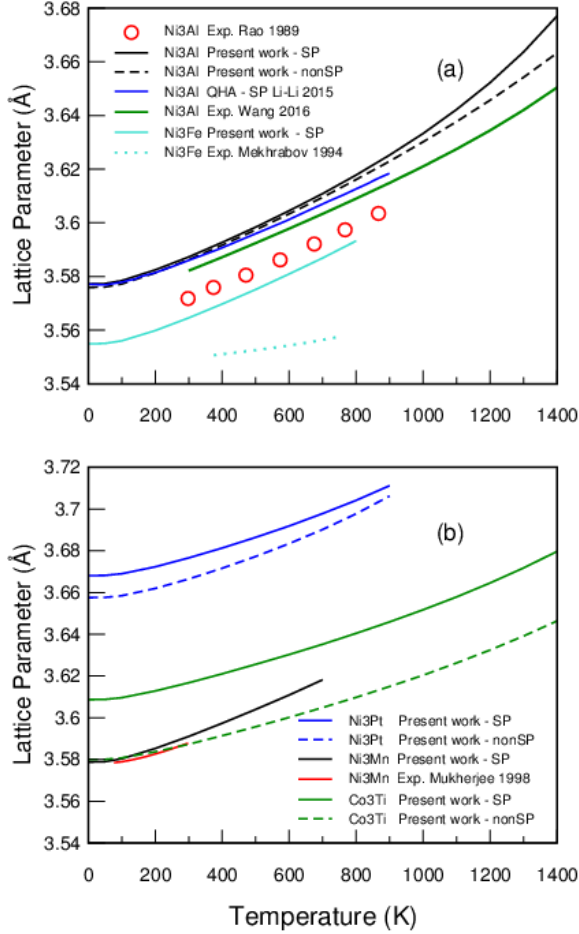 3.68
3.66
3.64
3.62
3.6
3.58
3.56
3.54
Lattice Parameter (Å)
Ni3Al Exp. Rao 1989
Ni3Al Present work - SP
Ni3Al Present work - nonSP
Ni3Al QHA - SP Li-Li 2015
Ni3Al Exp. Wang 2016
Ni3Fe Present work - SP
Ni3Fe Exp. Mekhrabov 1994
(a)
0 200 400 600 800 1000 1200 1400
3.72
3.7
3.68
3.66
3.64
3.62
3.6
3.58
3.56
3.54
Lattice Parameter (Å)
(b)
Ni3Pt Present work - SP
Ni3Pt Present work - nonSP
Ni3Mn Present work - SP
Ni3Mn Exp. Mukherjee 1998
Co3Ti Present work - SP
Co3Ti Present work - nonSP
0 200 400 600 800 1000 1200 1400
Temperature (K)